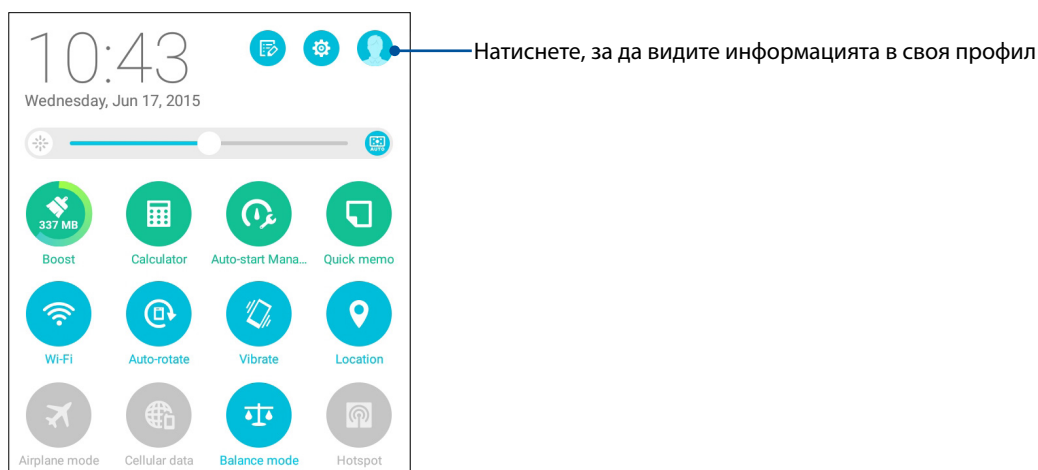 10:43
Натиснете, за да видите информацията в своя профил
Wednesday, Jun 17, 2015
AUTO
337 MB
Boost
Calculator
Auto-start Mana...
Quick memo
Wi-Fi
Auto-rotate
Vibrate
Location
Airplane mode
Cellular data
Balance mode
Hotspot